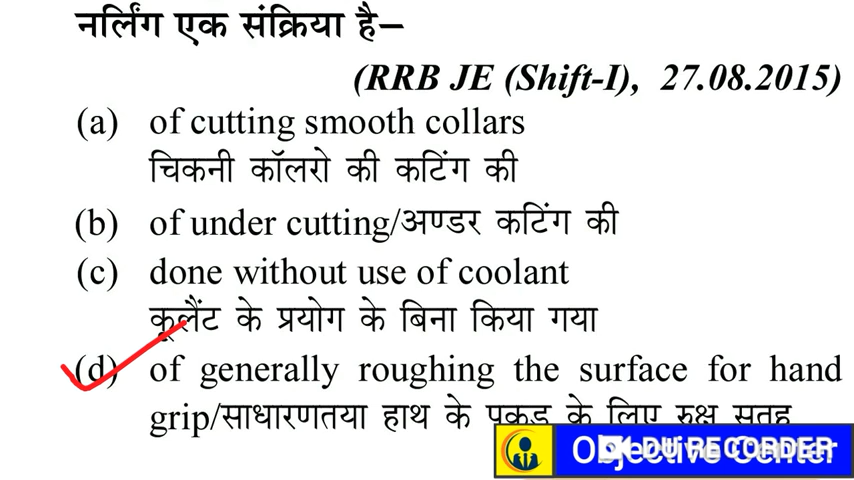 नर्लिंग एक संक्रिया है–
(RRB JE (Shift-I), 27.08.2015)
(a) of cutting smooth collars
चिकनी कॉलरो की कटिंग की
(b) of under cutting/अण्डर कटिंग की
(c) done without use of coolant
कूलैंट के प्रयोग के बिना किया गया
(d) of generally roughing the surface for hand
grip/साधारणतया हाथ के पकड़ के लिए रुक्ष सतह
Objective Center
DU RECORDER